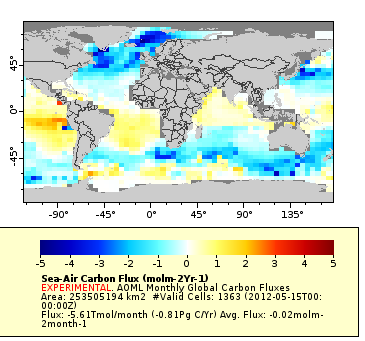 45°
0°
-45°
-90° -45° 0° 45° 90° 135°
-5 -4 -3 -2 -1 0 1 2 3 4 5
Sea-Air Carbon Flux (molm-2Yr-1)
EXPERIMENTAL. AOML Monthly Global Carbon Fluxes
Area: 253505194 km2 #Valid Cells: 1363 (2012-05-15T00:
00:00Z)
Flux: -5.61Tmol/month (-0.81Pg C/Yr) Avg. Flux: -0.02molm-
2month-1